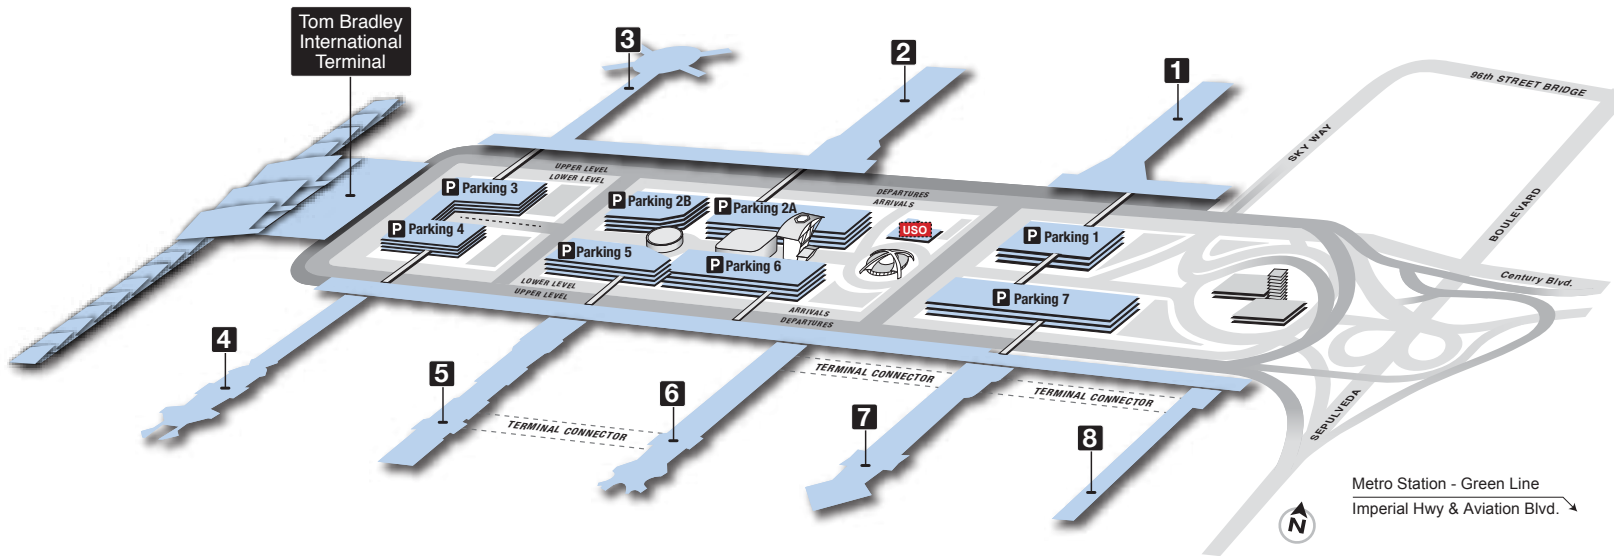 Tom Bradley
International
Terminal
3
2
1
96th STREET BRIDGE
SKY WAY
BOULEVARD
UPPER LEVEL
LOWER LEVEL
DEPARTURES
ARRIVALS
P Parking 3
P Parking 2B
P Parking 2A
USO
P Parking 4
P Parking 1
P Parking 5
P Parking 6
P Parking 7
Century Blvd.
LOWER LEVEL
UPPER LEVEL
ARRIVALS
DEPARTURES
4
5
6
7
8
TERMINAL CONNECTOR
TERMINAL CONNECTOR
TERMINAL CONNECTOR
SEPULVEDA
Metro Station - Green Line
Imperial Hwy & Aviation Blvd.
N